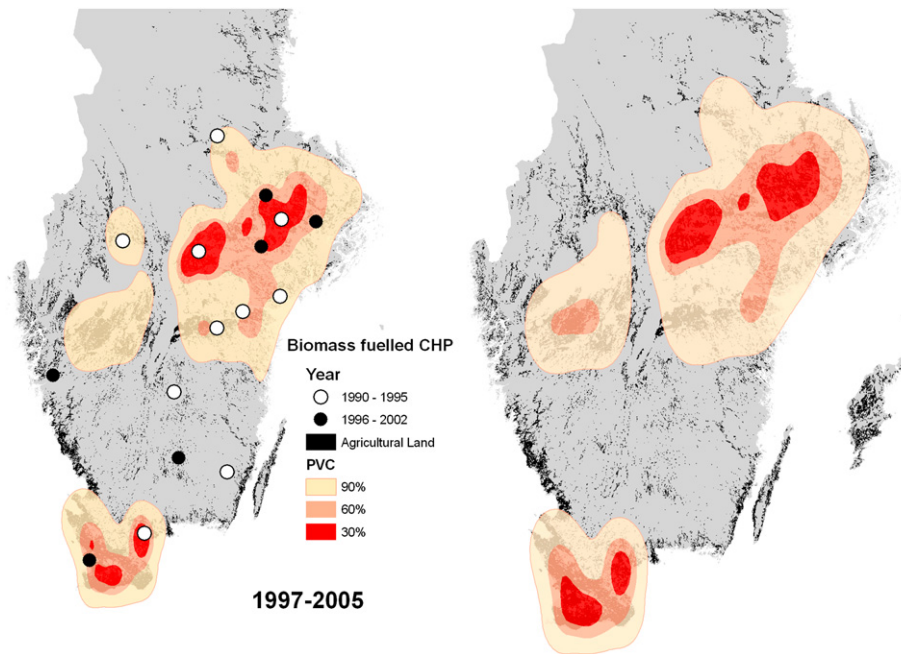 Biomass fuelled CHP
Year
1990 - 1995
1996 - 2002
Agricultural Land
PVC
90%
60%
30%
1997-2005